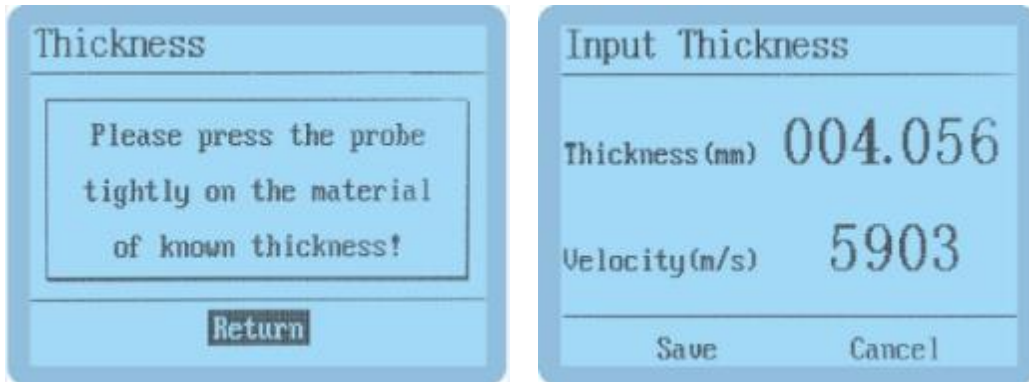 Thickness
Please press the probe
tightly on the material
of known thickness!
Return
Input Thickness
Thickness(mm) 004.056
Velocity(m/s) 5903
Save Cancel